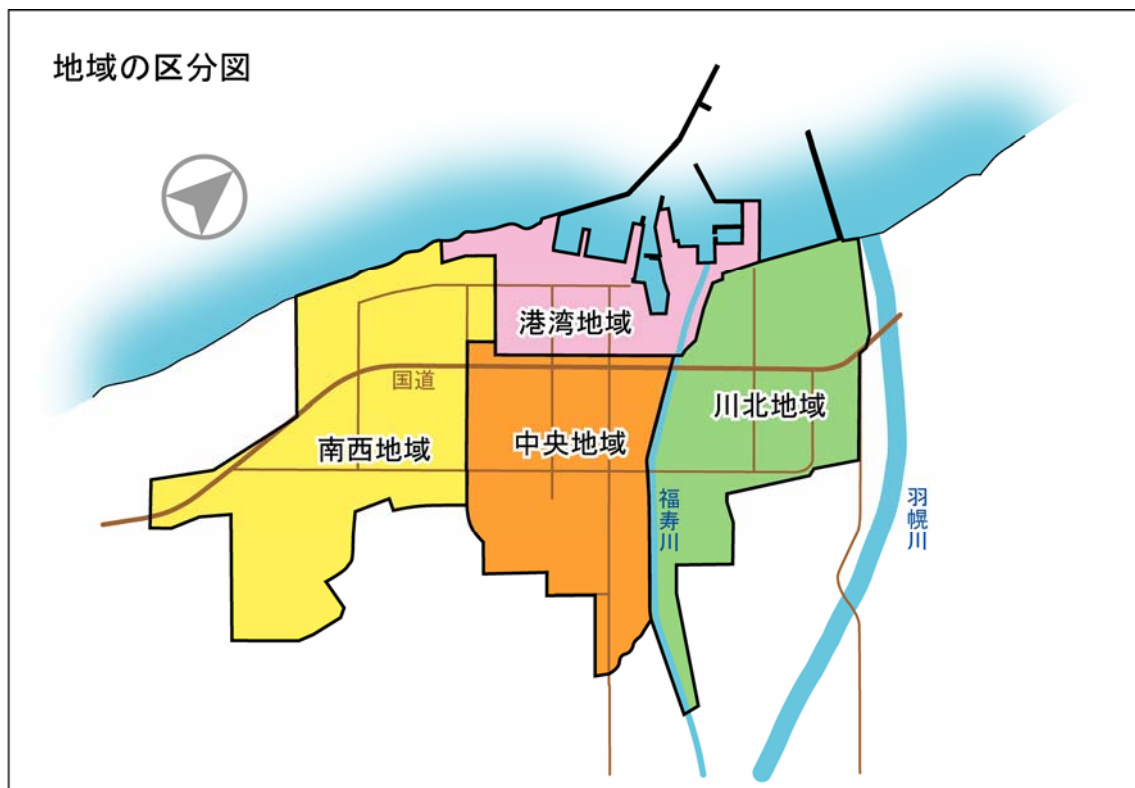 地域の区分図
港湾地域
国道
川北地域
南西地域
中央地域
福寿川
羽幌川